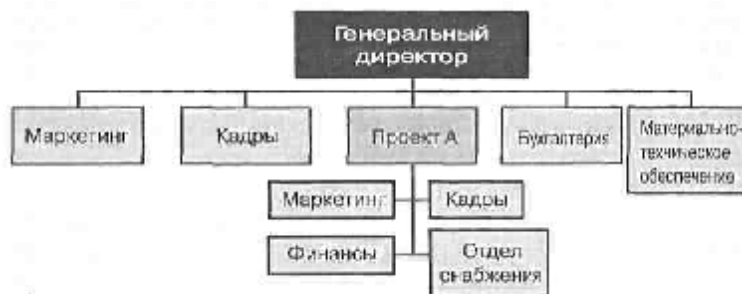 Генеральный
директор
Маркетинг
Кадры
Проект А
Бухгалтерия
Материально-
техническое
обеспечение
Маркетинг
Кадры
Финансы
Отдел
снабжения